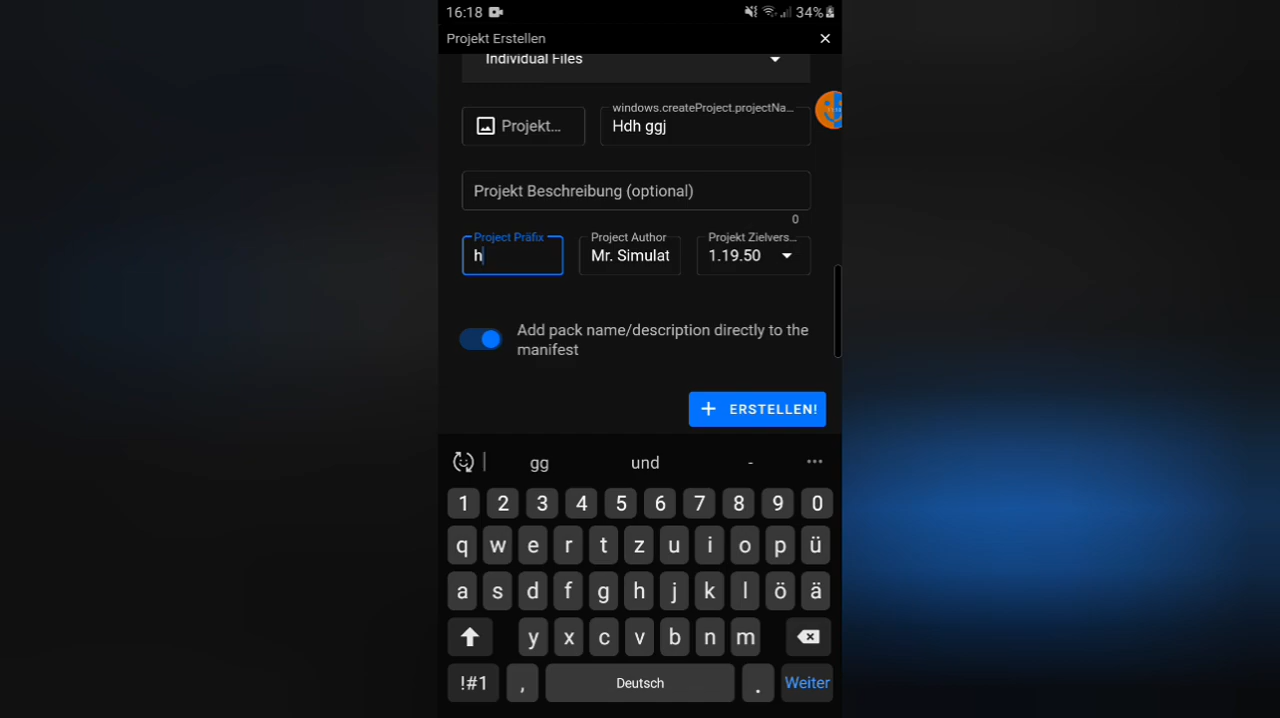 16:18 34%
Projekt Erstellen
Individual Files
windows.createProject.projectNa...
Projekt... Hdh ggj
Projekt Beschreibung (optional)
0
Project Präfix Project Author Projekt Zielvers...
h Mr. Simulat 1.19.50
Add pack name/description directly to the
manifest
+ ERSTELLEN!
gg und - ...
1 2 3 4 5 6 7 8 9 0
q w e r t z u i o p ü
a s d f g h j k l ö ä
y x c v b n m
!#1 , Deutsch . Weiter